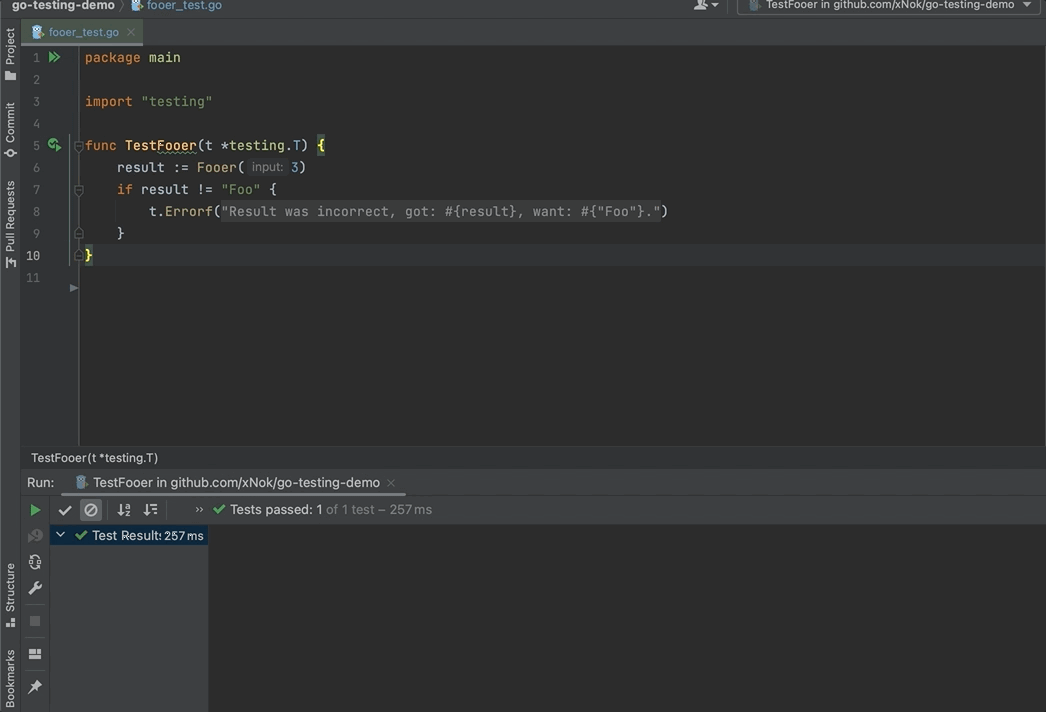 go-testing-demo fooer_test.go
TestFooer in github.com/xNok/go-testing-demo
fooer_test.go
Project
Commit
Pull Requests
Structure
Bookmarks
1 package main
2
3 import "testing"
4
5 func TestFooer(t *testing.T) {
6 result := Fooer( input: 3)
7 if result != "Foo" {
8 t.Errorf("Result was incorrect, got: #{result}, want: #{"Foo"}.")
9 }
10 }
11
TestFooer(t *testing.T)
Run: TestFooer in github.com/xNok/go-testing-demo
Tests passed: 1 of 1 test – 257 ms
Test Results 257 ms